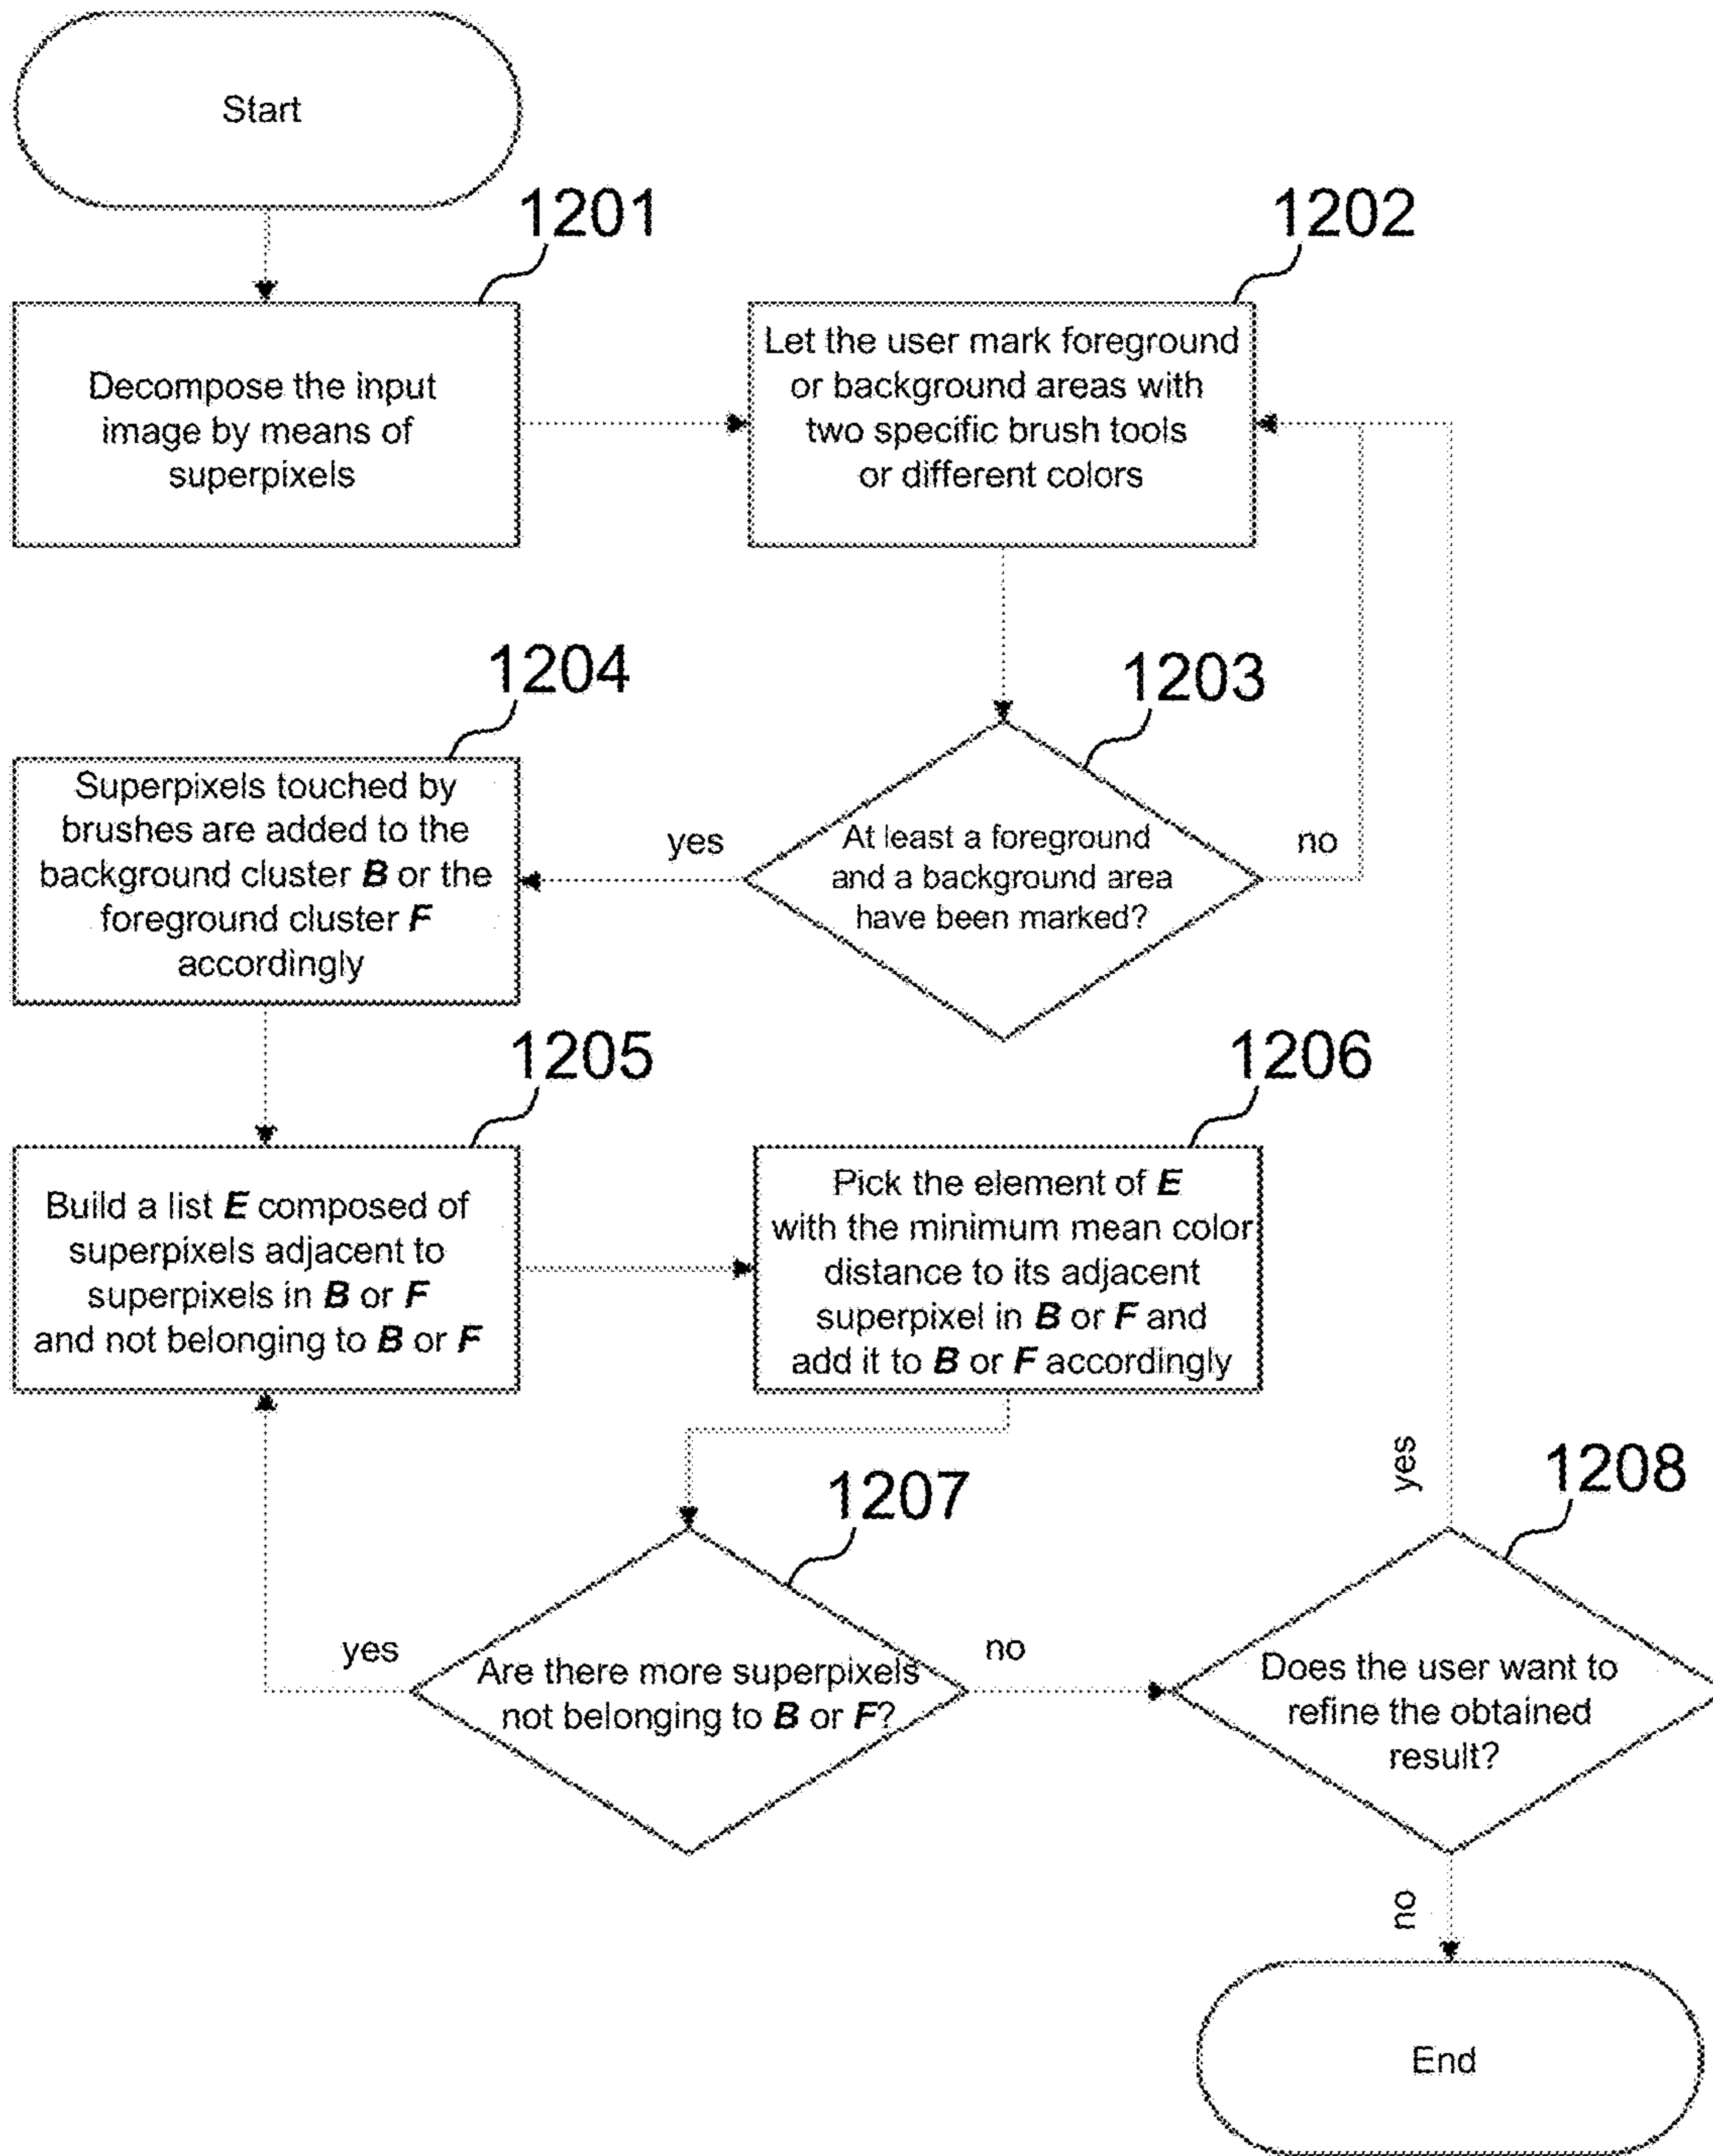 Start
1201
Decompose the input
image by means of
superpixels
1202
Let the user mark foreground
or background areas with
two specific brush tools
or different colors
1203
At least a foreground
and a background area
have been marked?
yes
no
1204
Superpixels touched by
brushes are added to the
background cluster B or the
foreground cluster F
accordingly
1205
Build a list E composed of
superpixels adjacent to
superpixels in B or F
and not belonging to B or F
1206
Pick the element of E
with the minimum mean color
distance to its adjacent
superpixel in B or F and
add it to B or F accordingly
1207
Are there more superpixels
not belonging to B or F?
yes
no
1208
Does the user want to
refine the obtained
result?
yes
no
End